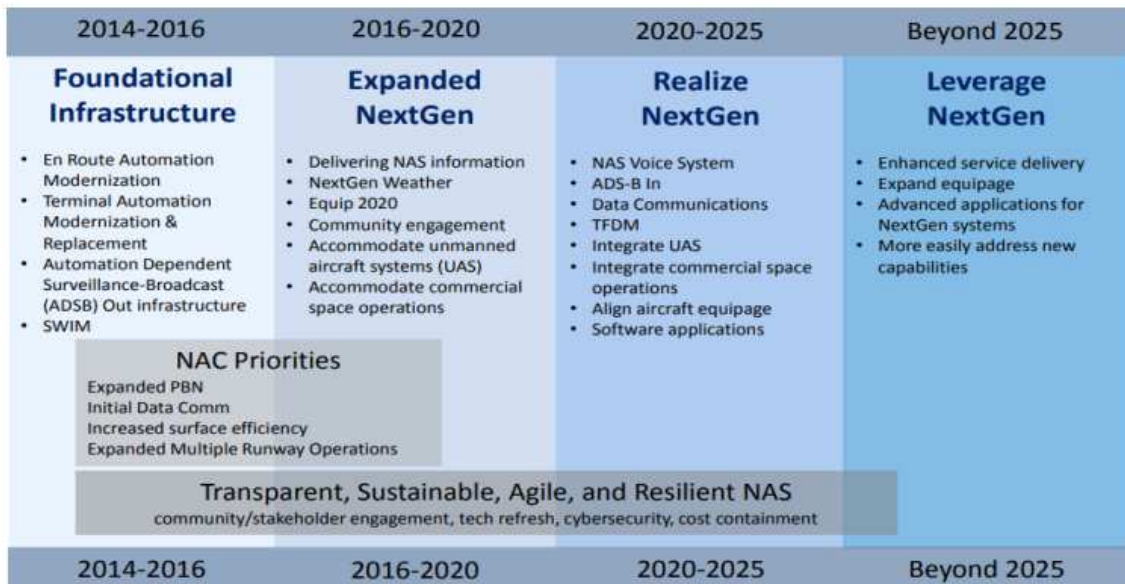 2014-2016
2016-2020
2020-2025
Beyond 2025
Foundational
Infrastructure
• En Route Automation
Modernization
• Terminal Automation
Modernization &
Replacement
• Automation Dependent
Surveillance-Broadcast
(ADSB) Out infrastructure
• SWIM
Expanded
NextGen
• Delivering NAS information
• NextGen Weather
• Equip 2020
• Community engagement
• Accommodate unmanned
aircraft systems (UAS)
• Accommodate commercial
space operations
Realize
NextGen
• NAS Voice System
• ADS-B In
• Data Communications
• TFDM
• Integrate UAS
• Integrate commercial space
operations
• Align aircraft equipage
• Software applications
Leverage
NextGen
• Enhanced service delivery
• Expand equipage
• Advanced applications for
NextGen systems
• More easily address new
capabilities
NAC Priorities
Expanded PBN
Initial Data Comm
Increased surface efficiency
Expanded Multiple Runway Operations
Transparent, Sustainable, Agile, and Resilient NAS
community/stakeholder engagement, tech refresh, cybersecurity, cost containment
2014-2016
2016-2020
2020-2025
Beyond 2025